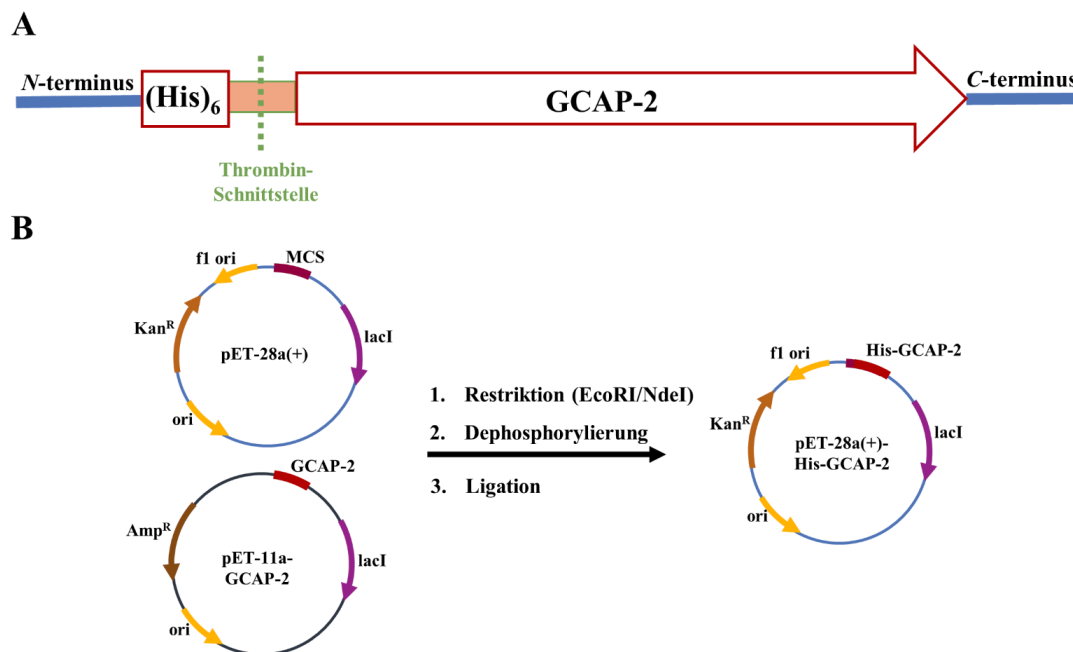 A
N-terminus
(His)6
GCAP-2
C-terminus
Thrombin-
Schnittstelle
B
f1 ori
MCS
KanR
lacI
pET-28a(+)
ori
GCAP-2
AmpR
lacI
pET-11a-
GCAP-2
ori
1. Restriktion (EcoRI/NdeI)
2. Dephosphorylierung
3. Ligation
f1 ori
His-GCAP-2
KanR
lacI
pET-28a(+)-
His-GCAP-2
ori